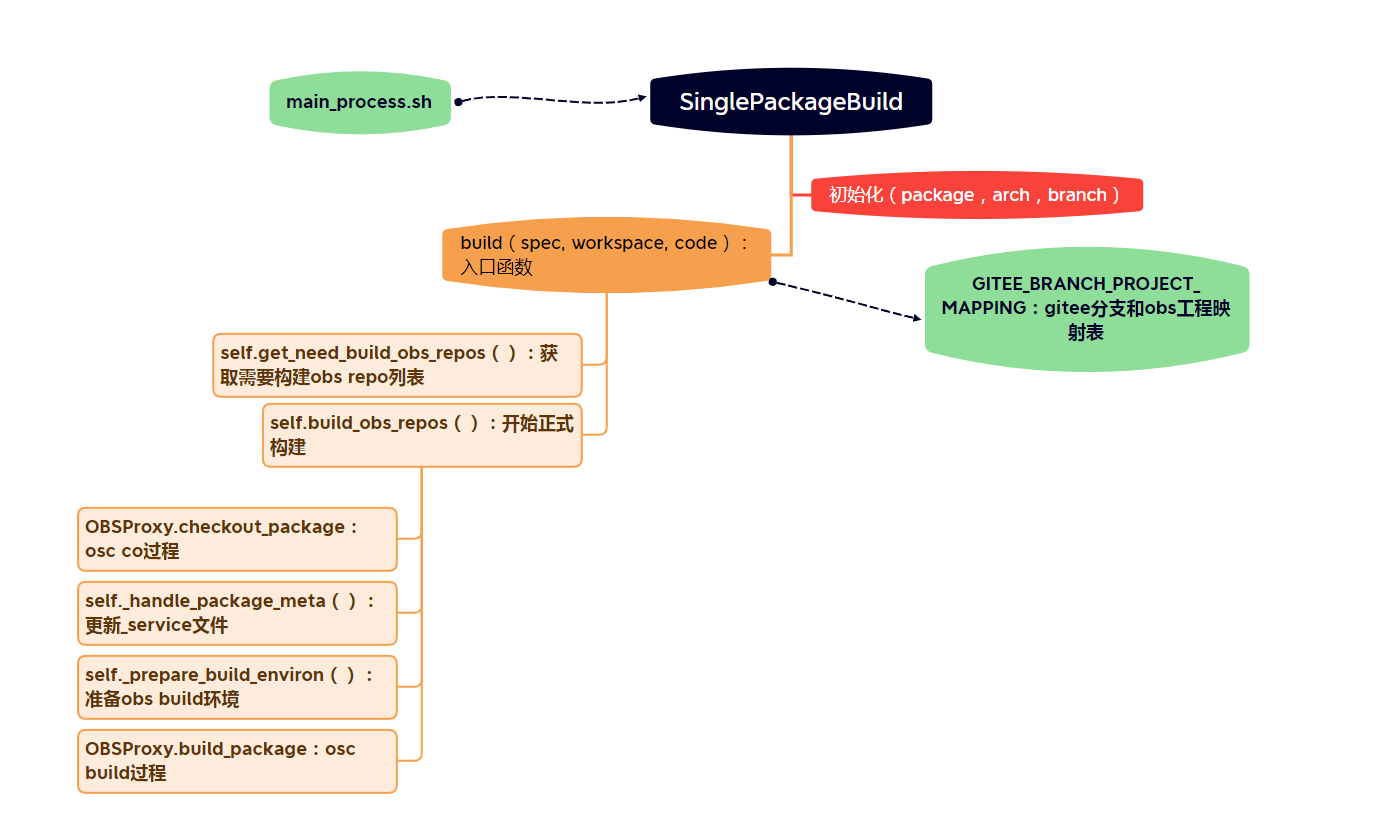 main_process.sh
SinglePackageBuild
初始化（package，arch，branch）
build（spec, workspace, code）：
入口函数
GITEE_BRANCH_PROJECT_
MAPPING：gitee分支和obs工程映
射表
self.get_need_build_obs_repos（）：获
取需要构建obs repo列表
self.build_obs_repos（）：开始正式
构建
OBSProxy.checkout_package：
osc co过程
self._handle_package_meta（）：
更新_service文件
self._prepare_build_environ（）：
准备obs build环境
OBSProxy.build_package：osc
build过程